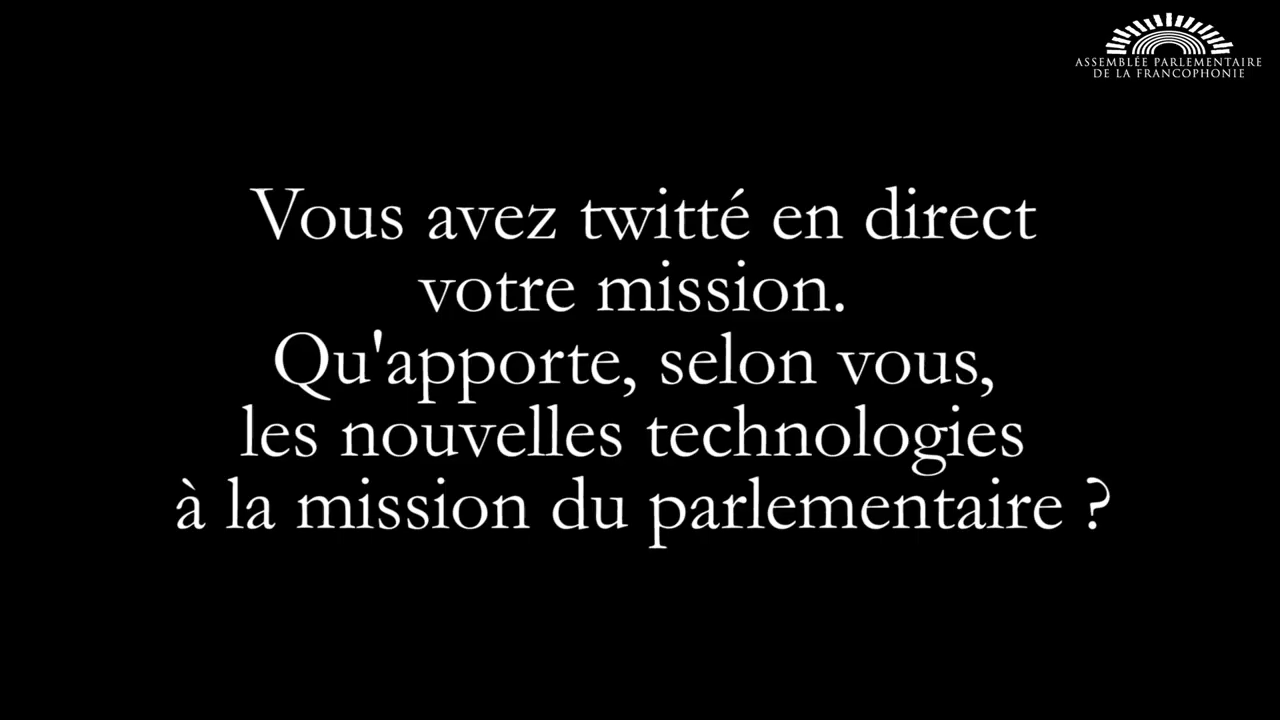 ASSEMBLÉE PARLEMENTAIRE
DE LA FRANCOPHONIE
Vous avez twitté en direct
votre mission.
Qu'apporte, selon vous,
les nouvelles technologies
à la mission du parlementaire ?